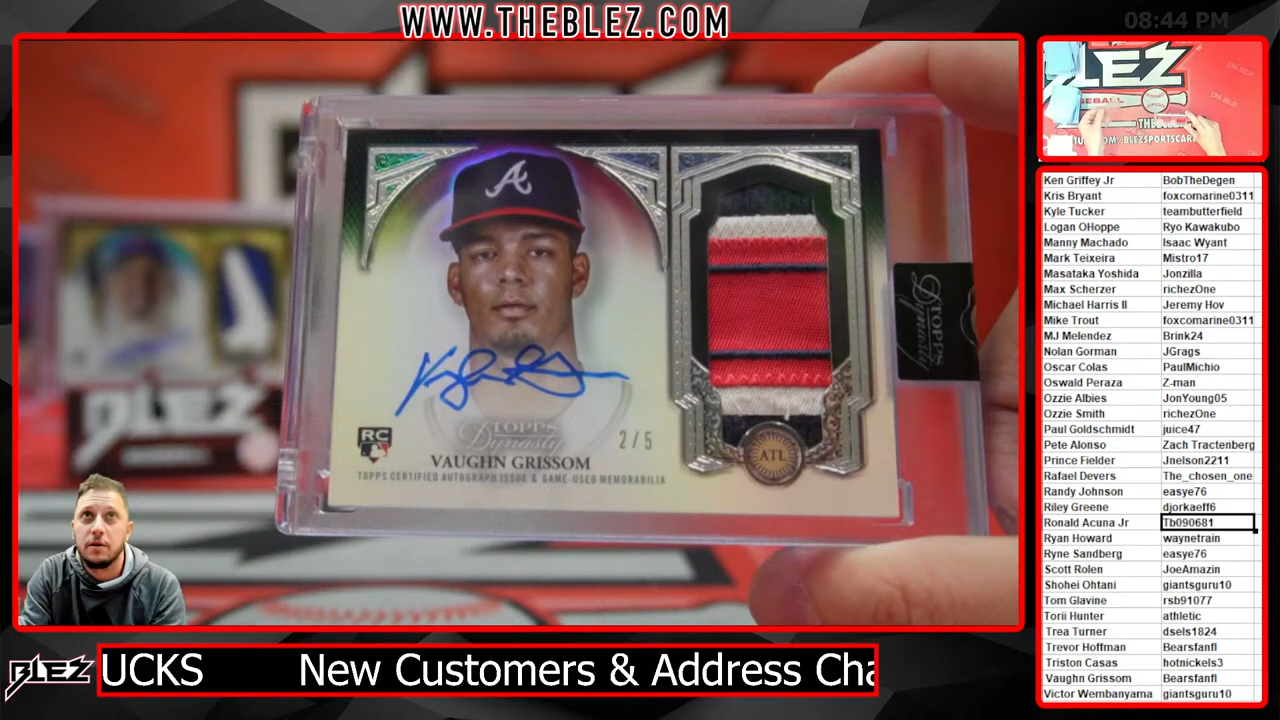 WWW.THEBLEZ.COM
08:44 PM
LEZ
BASEBALL
THEBLEZ
A
TOPPS
Dynasty
ATL
RC
TOPPS
Dynasty
2/5
VAUGHN GRISSOM
TOPPS CERTIFIED AUTOGRAPH ISSUE & GAME-USED MEMORABILIA
BLEZ
Ken Griffey Jr BobTheDegen
Kris Bryant foxcomarine0311
Kyle Tucker teambutterfield
Logan OHoppe Ryo Kawakubo
Manny Machado Isaac Wyant
Mark Teixeira Mistro17
Masataka Yoshida Jonzilla
Max Scherzer richezOne
Michael Harris II Jeremy Hov
Mike Trout foxcomarine0311
MJ Melendez Brink24
Nolan Gorman JGrags
Oscar Colas PaulMichio
Oswald Peraza Z-man
Ozzie Albies JonYoung05
Ozzie Smith richezOne
Paul Goldschmidt juice47
Pete Alonso Zach Tractenberg
Prince Fielder Jnelson2211
Rafael Devers The_chosen_one
Randy Johnson easye76
Riley Greene djorkaeff6
Ronald Acuna Jr Tb090681
Ryan Howard waynetrain
Ryne Sandberg easye76
Scott Rolen JoeAmazin
Shohei Ohtani giantsguru10
Tom Glavine rsb91077
Torii Hunter athletic
Trea Turner dsels1824
Trevor Hoffman Bearsfanfl
Triston Casas hotnickels3
Vaughn Grissom Bearsfanfl
Victor Wembanyama giantsguru10
BLEZ
UCKS New Customers & Address Cha